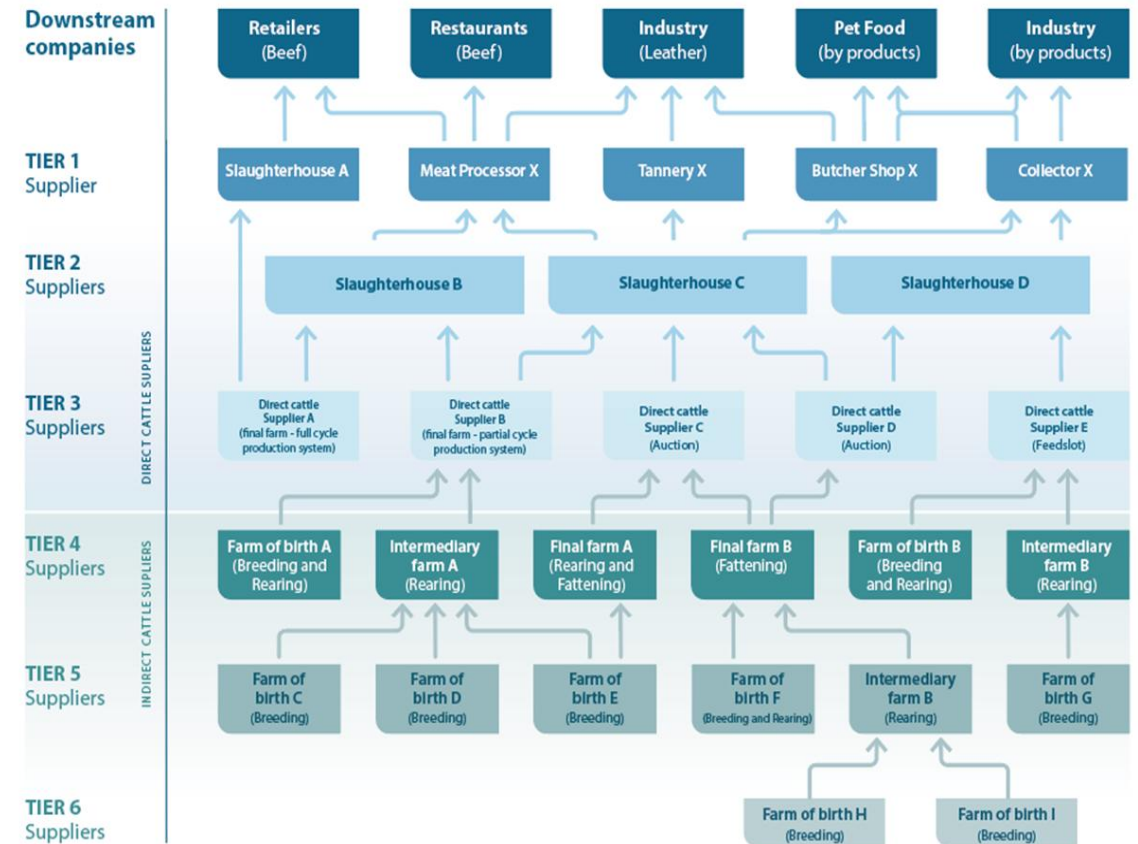 Downstream
companies
Retailers
(Beef)
Restaurants
(Beef)
Industry
(Leather)
Pet Food
(by products)
Industry
(by products)
TIER 1
Supplier
Slaughterhouse A
Meat Processor X
Tannery X
Butcher Shop X
Collector X
TIER 2
Suppliers
Slaughterhouse B
Slaughterhouse C
Slaughterhouse D
DIRECT CATTLE SUPLIERS
TIER 3
Suppliers
Direct cattle
Supplier A
(final farm - full cycle
production system)
Direct cattle
Supplier B
(final farm - partial cycle
production system)
Direct cattle
Supplier C
(Auction)
Direct cattle
Supplier D
(Auction)
Direct cattle
Supplier E
(Feedslot)
INDIRECT CATTLE SUPLIERS
TIER 4
Suppliers
Farm of birth A
(Breeding and
Rearing)
Intermediary
farm A
(Rearing)
Final farm A
(Rearing and
Fattening)
Final farm B
(Fattening)
Farm of birth B
(Breeding
and Rearing)
Intermediary
farm B
(Rearing)
TIER 5
Suppliers
Farm of
birth C
(Breeding)
Farm of
birth D
(Breeding)
Farm of
birth E
(Breeding)
Farm of
birth F
(Breeding and Rearing)
Intermediary
farm B
(Rearing)
Farm of
birth G
(Breeding)
TIER 6
Suppliers
Farm of birth H
(Breeding)
Farm of birth I
(Breeding)